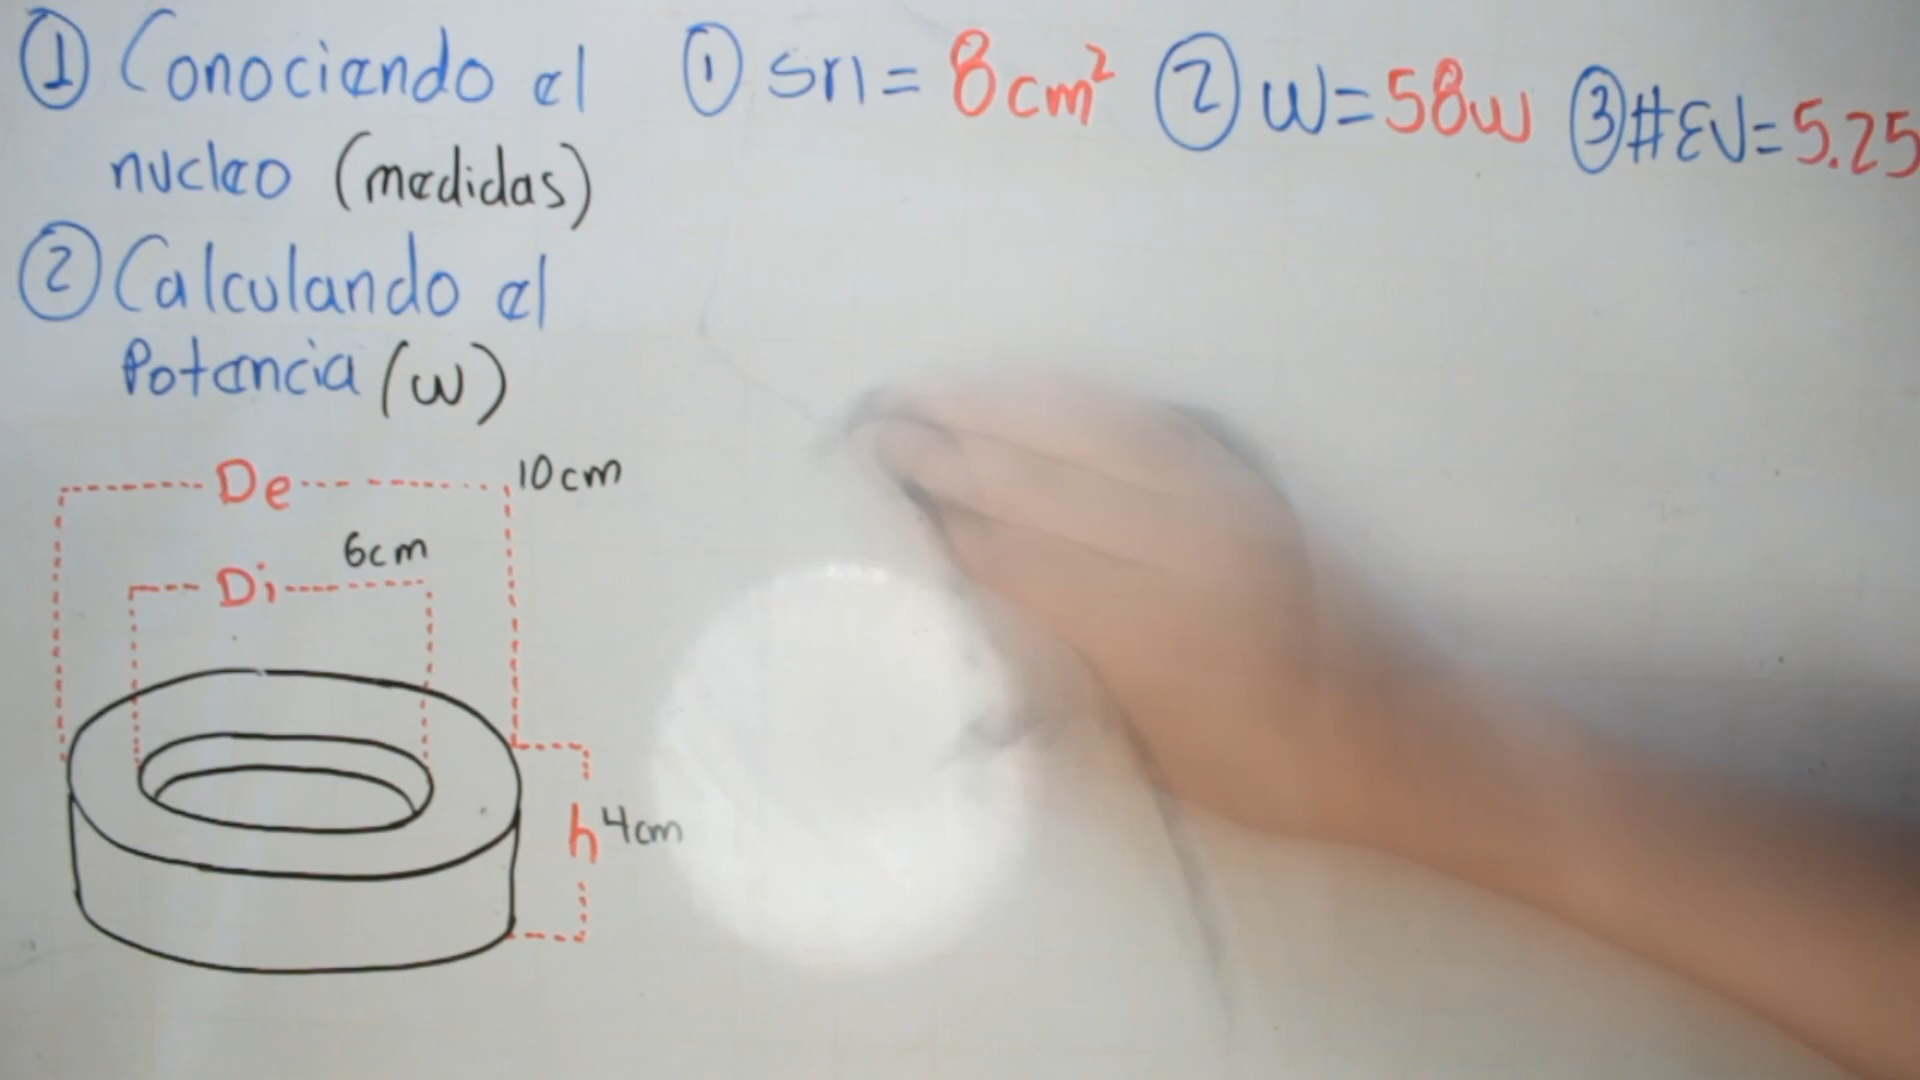 ① Conociendo el
nucleo (medidas)
② Calculando el
Potencia (w)
① Sn = 8cm²
② W=58w
③ #EV=5.25
De 10cm
Di 6cm
h 4cm